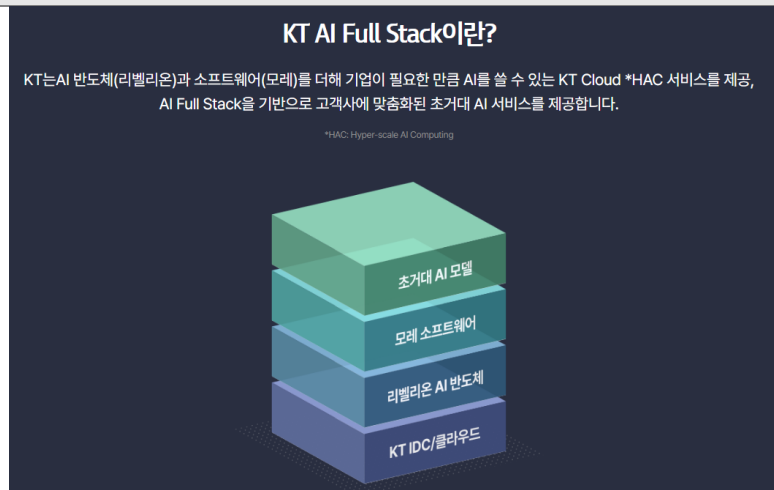 KT AI Full Stack이란?
KT는AI 반도체(리벨리온)과 소프트웨어(모레)를 더해 기업이 필요한 만큼 AI를 쓸 수 있는 KT Cloud *HAC 서비스를 제공,
AI Full Stack을 기반으로 고객사에 맞춤화된 초거대 AI 서비스를 제공합니다.
*HAC: Hyper-scale AI Computing
초거대 AI 모델
모레 소프트웨어
리벨리온 AI 반도체
KT IDC/클라우드